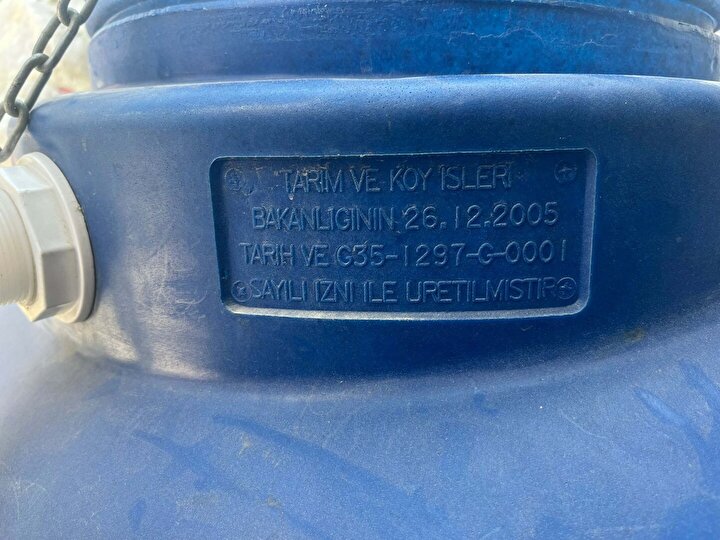 TARIM VE KOY ISLERI
BAKANLIGININ 26.12.2005
TARIH VE G35-1297-G-0001
SAYILI IZNI ILE URETILMISTIR